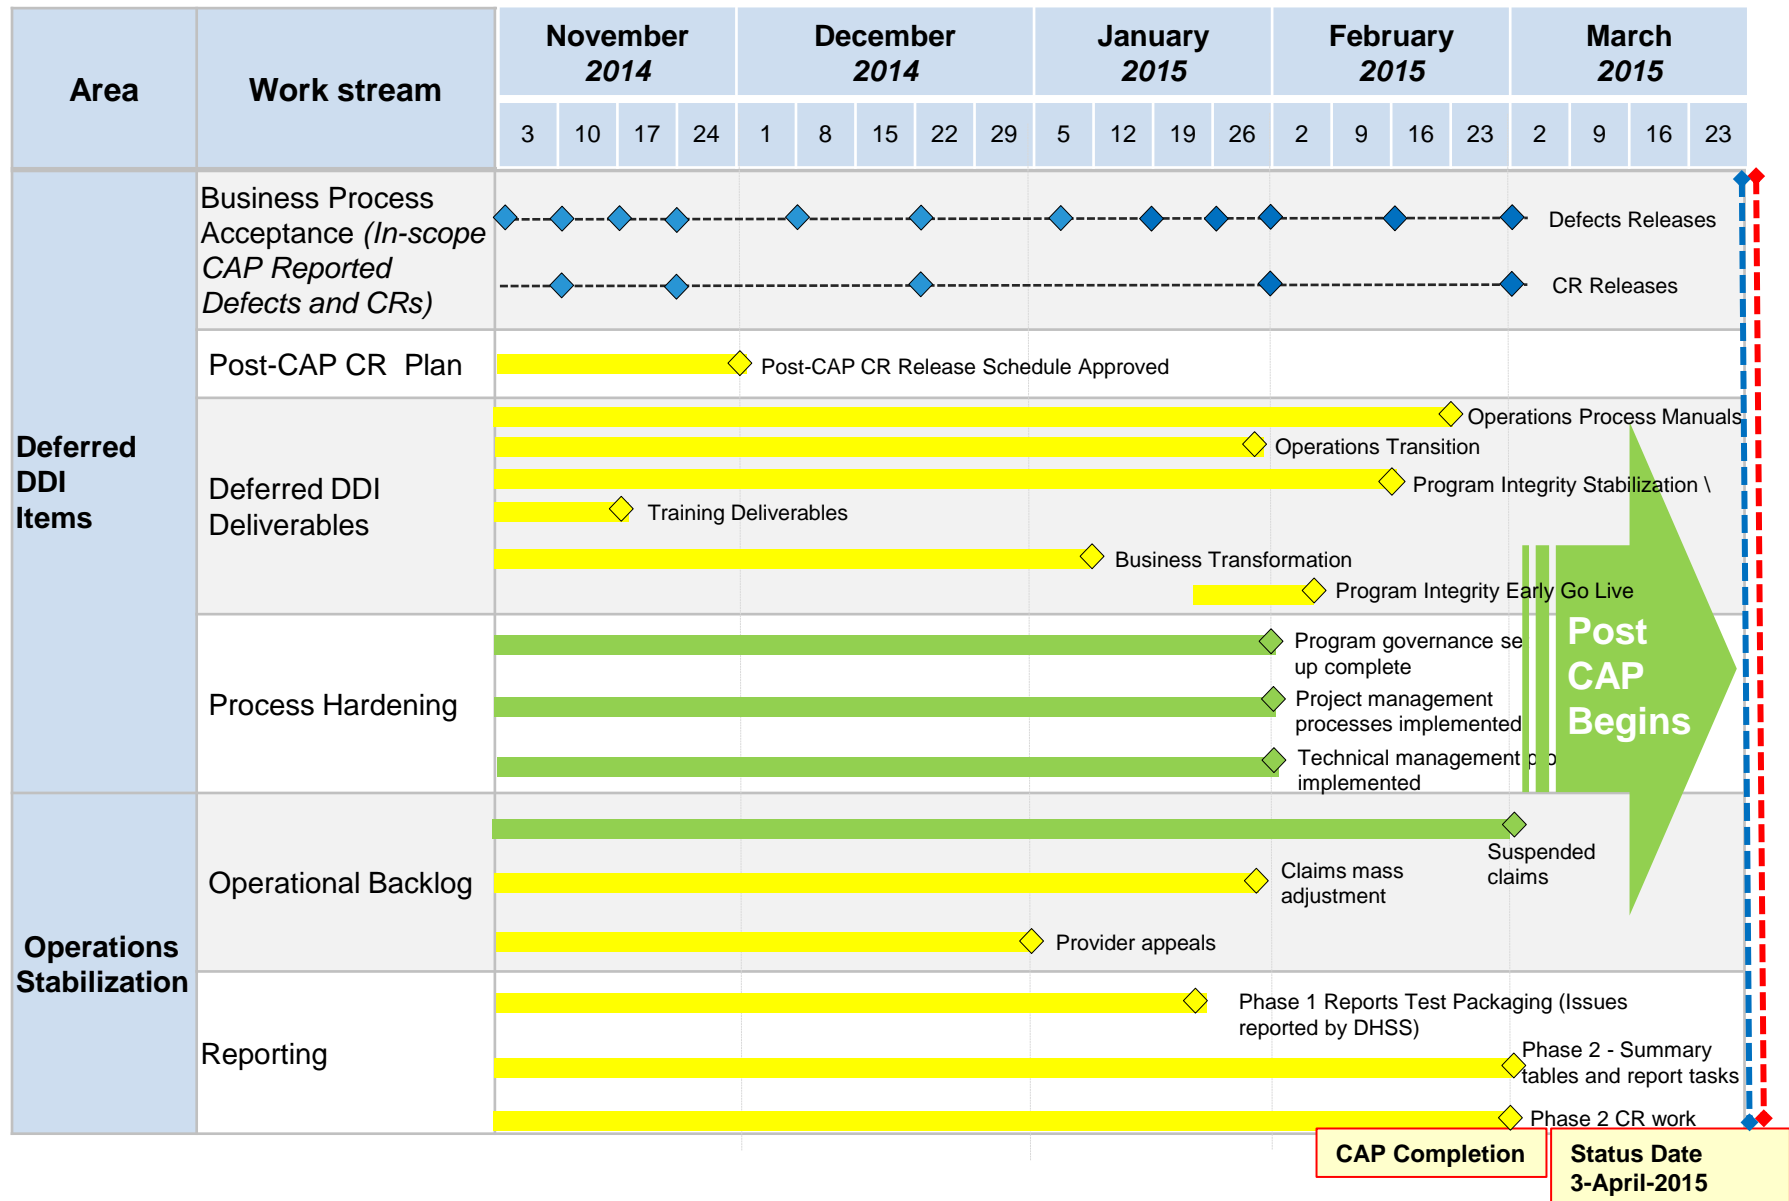 Area
Work stream
November
2014
December
2014
January
2015
February
2015
March
2015
3 10 17 24 1 8 15 22 29 5 12 19 26 2 9 16 23 2 9 16 23
Deferred
DDI
Items
Business Process
Acceptance (In-scope
CAP Reported
Defects and CRs)
Defects Releases
CR Releases
Post-CAP CR Plan
Post-CAP CR Release Schedule Approved
Deferred DDI
Deliverables
Operations Process Manuals
Operations Transition
Program Integrity Stabilization \
Training Deliverables
Business Transformation
Program Integrity Early Go Live
Process Hardening
Program governance se
up complete
Project management
processes implemented
Technical management pro
implemented
Post
CAP
Begins
Operations
Stabilization
Operational Backlog
Suspended
claims
Claims mass
adjustment
Provider appeals
Reporting
Phase 1 Reports Test Packaging (Issues
reported by DHSS)
Phase 2 - Summary
tables and report tasks
Phase 2 CR work
CAP Completion
Status Date
3-April-2015